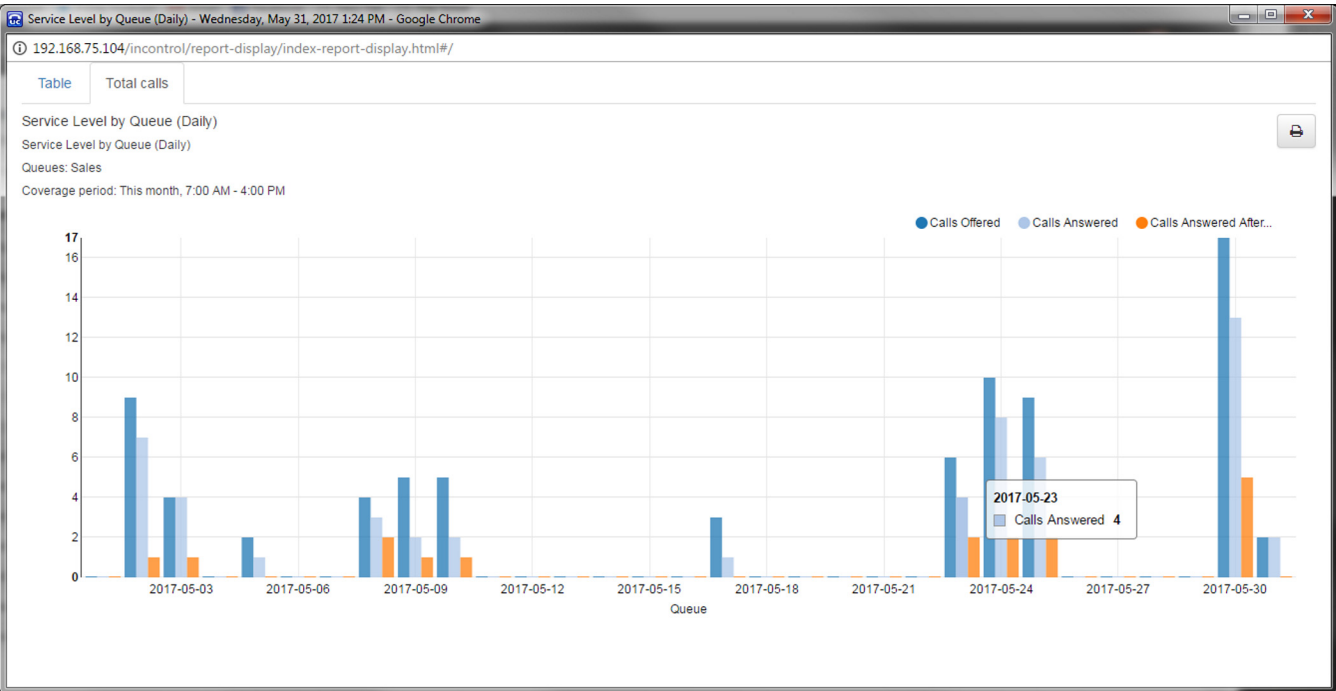 Service Level by Queue (Daily) - Wednesday, May 31, 2017 1:24 PM - Google Chrome
192.168.75.104/incontrol/report-display/index-report-display.html#/
Table Total calls
Service Level by Queue (Daily)
Service Level by Queue (Daily)
Queues: Sales
Coverage period: This month, 7:00 AM - 4:00 PM
Calls Offered Calls Answered Calls Answered After...
17
16
14
12
10
8
6
4
2
0
2017-05-23
Calls Answered 4
2017-05-03 2017-05-06 2017-05-09 2017-05-12 2017-05-15 2017-05-18 2017-05-21 2017-05-24 2017-05-27 2017-05-30
Queue